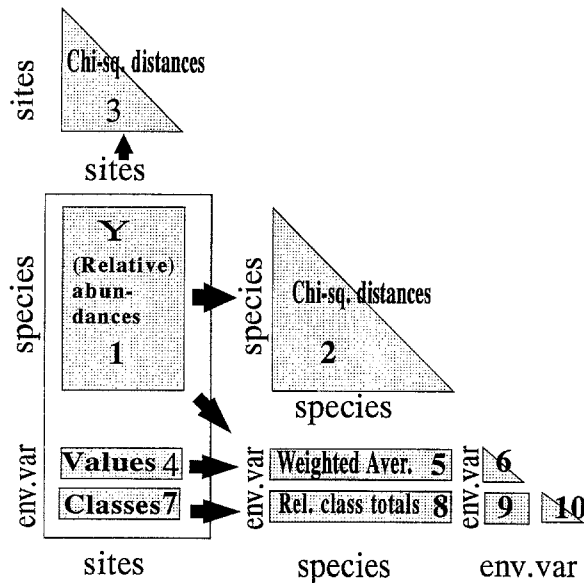 Chi-sq. distances
sites
3
sites
Y
(Relative)
abun-
dances
1
species
Chi-sq. distances
species
2
species
env.var
Values 4
Classes 7
sites
env.var
Weighted Aver. 5
Rel. class totals 8
species
env.var
6
9
10
env.var